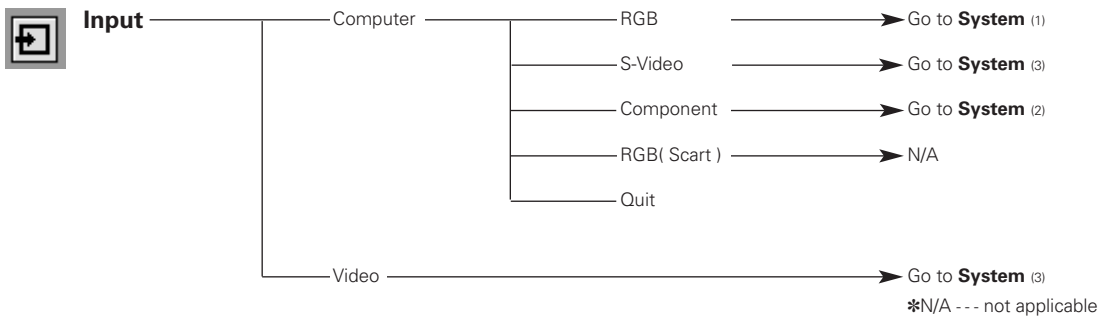 Input Computer RGB Go to System (1)
S-Video Go to System (3)
Component Go to System (2)
RGB( Scart ) N/A
Quit
Video Go to System (3)
✽N/A - - - not applicable